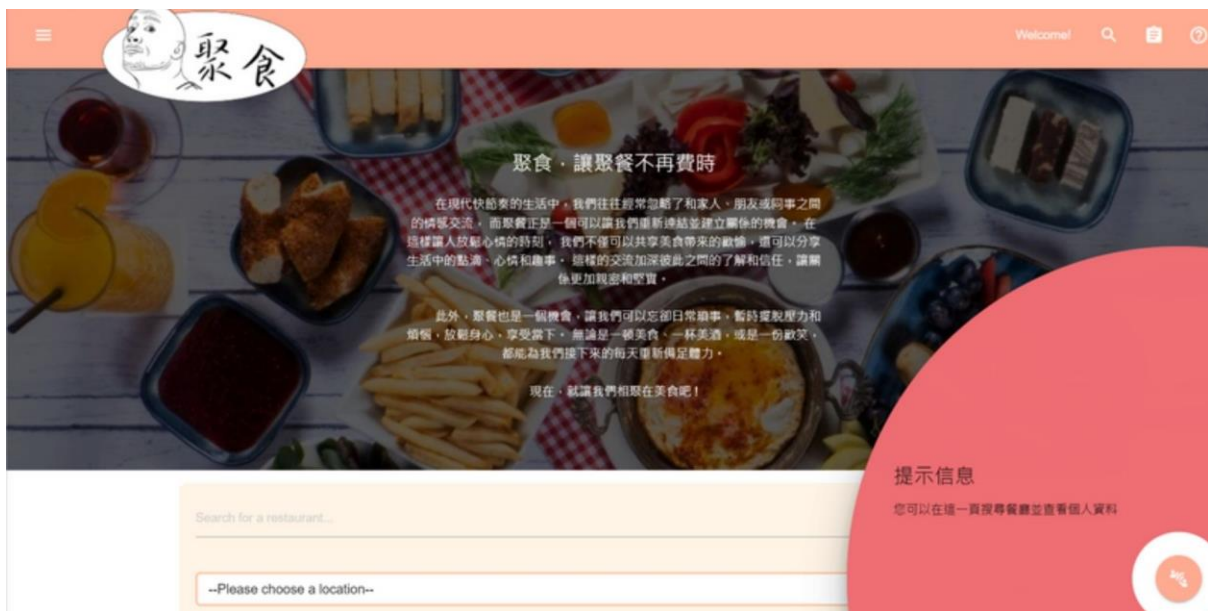 Welcome!
聚食
聚食，讓聚餐不再費時
在現代快節奏的生活中，我們往往經常忽略了和家人、朋友或同事之間
的情感交流。 而聚餐正是一個可以讓我們重新連結並建立關係的機會。 在
這樣讓人放鬆心情的時刻， 我們不僅可以共享美食帶來的歡愉，還可以分享
生活中的點滴、心情和趣事。 這樣的交流加深彼此之間的了解和信任，讓關
係更加親密和堅實。
此外，聚餐也是一個機會，讓我們可以忘卻日常瑣事，暫時擺脫壓力和
煩惱，放鬆身心，享受當下。 無論是一頓美食、一杯美酒，或是一份歡笑，
都能為我們接下來的每天重新備足體力。
現在，就讓我們相聚在美食吧！
提示信息
您可以在這一頁搜尋餐廳並查看個人資料
Search for a restaurant...
--Please choose a location--